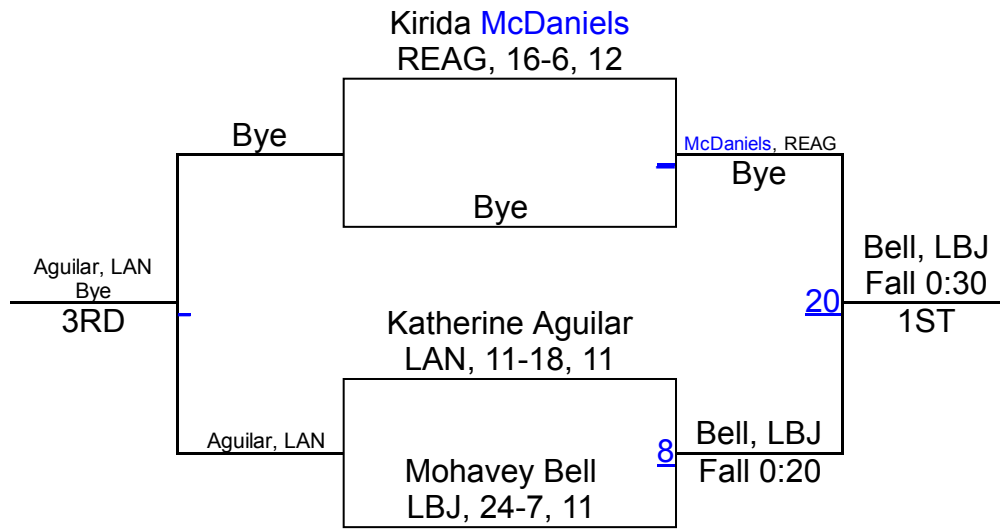 Kirida McDaniels
REAG, 16-6, 12
Bye
McDaniels, REAG
Bye
Bye
Aguilar, LAN
Bye
3RD
Bell, LBJ
Fall 0:30
20
1ST
Katherine Aguilar
LAN, 11-18, 11
Aguilar, LAN
8
Bell, LBJ
Fall 0:20
Mohavey Bell
LBJ, 24-7, 11